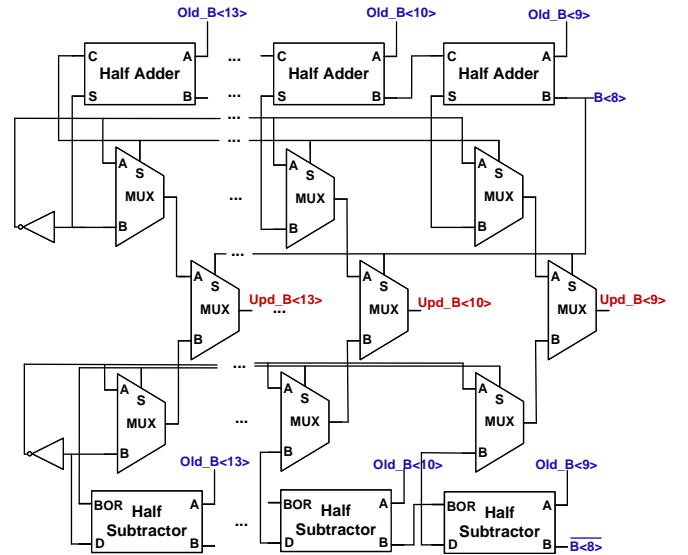 Old_B<13> Old_B<10> Old_B<9>
C A ... C A C A
Half Adder Half Adder Half Adder
S B ... S B S B B<8>
...
...
A S A S A S
MUX ... MUX MUX
B B B
...
A S A S A S
MUX Upd_B<13> ... MUX Upd_B<10> MUX Upd_B<9>
B B B
...
...
A S A S A S
MUX ... MUX MUX
B B B
Old_B<13> Old_B<10> Old_B<9>
BOR A BOR A BOR A
Half Subtractor ... Half Subtractor Half Subtractor
D B D B D B B<8>